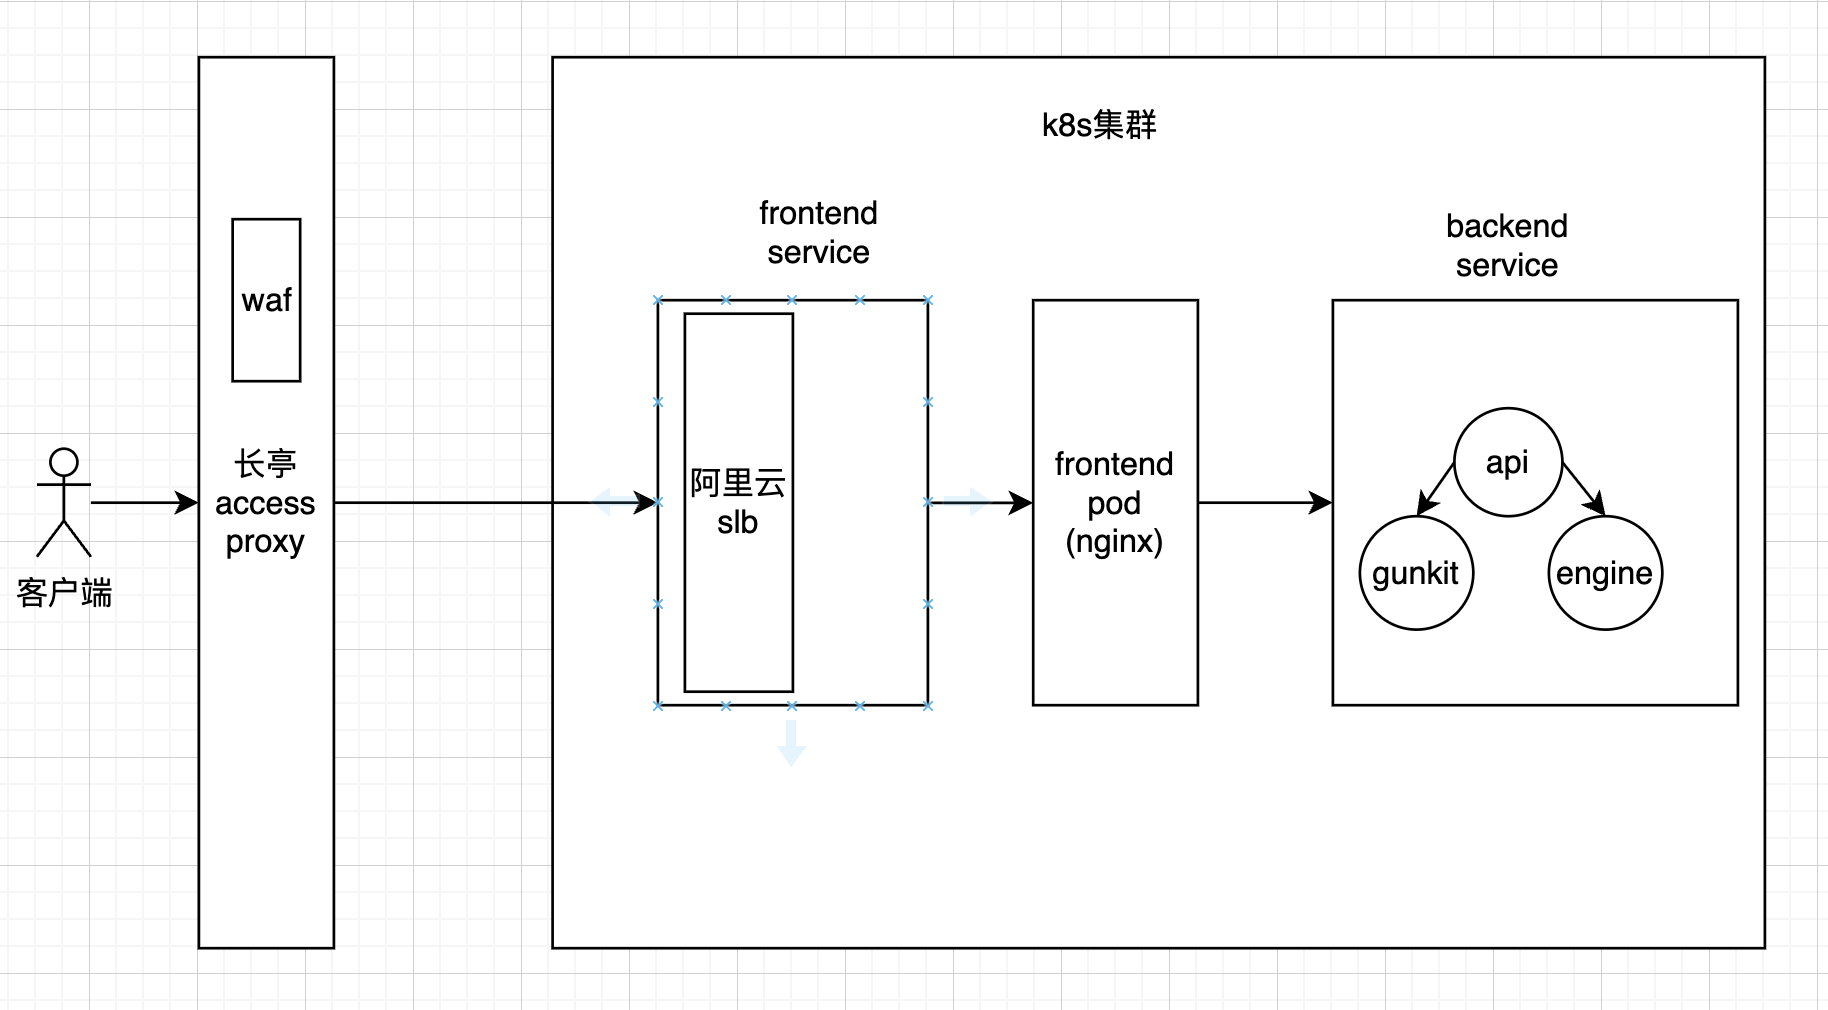 k8s集群
frontend
service
backend
service
waf
长亭
access
proxy
阿里云
slb
frontend
pod
(nginx)
api
gunkit
engine
客户端